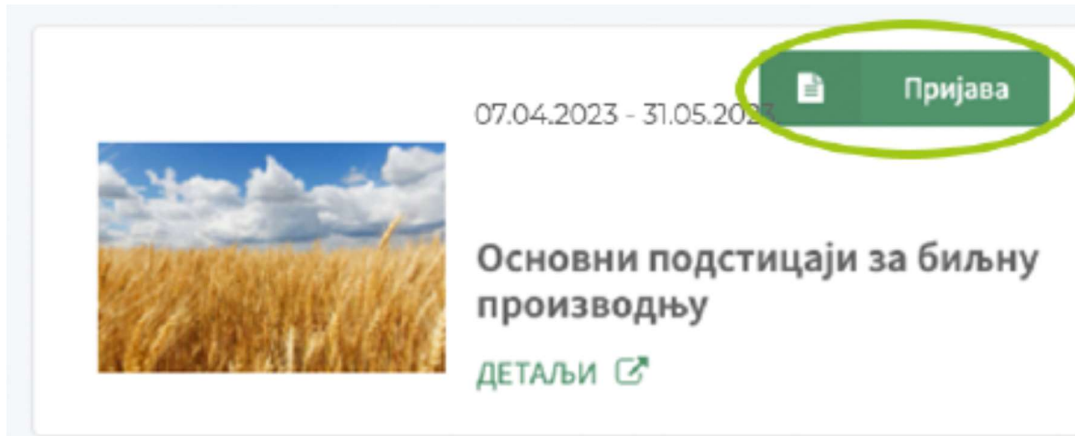 Пријава
07.04.2023 - 31.05.2023
Основни подстицаји за биљну
производњу
ДЕТАЉИ